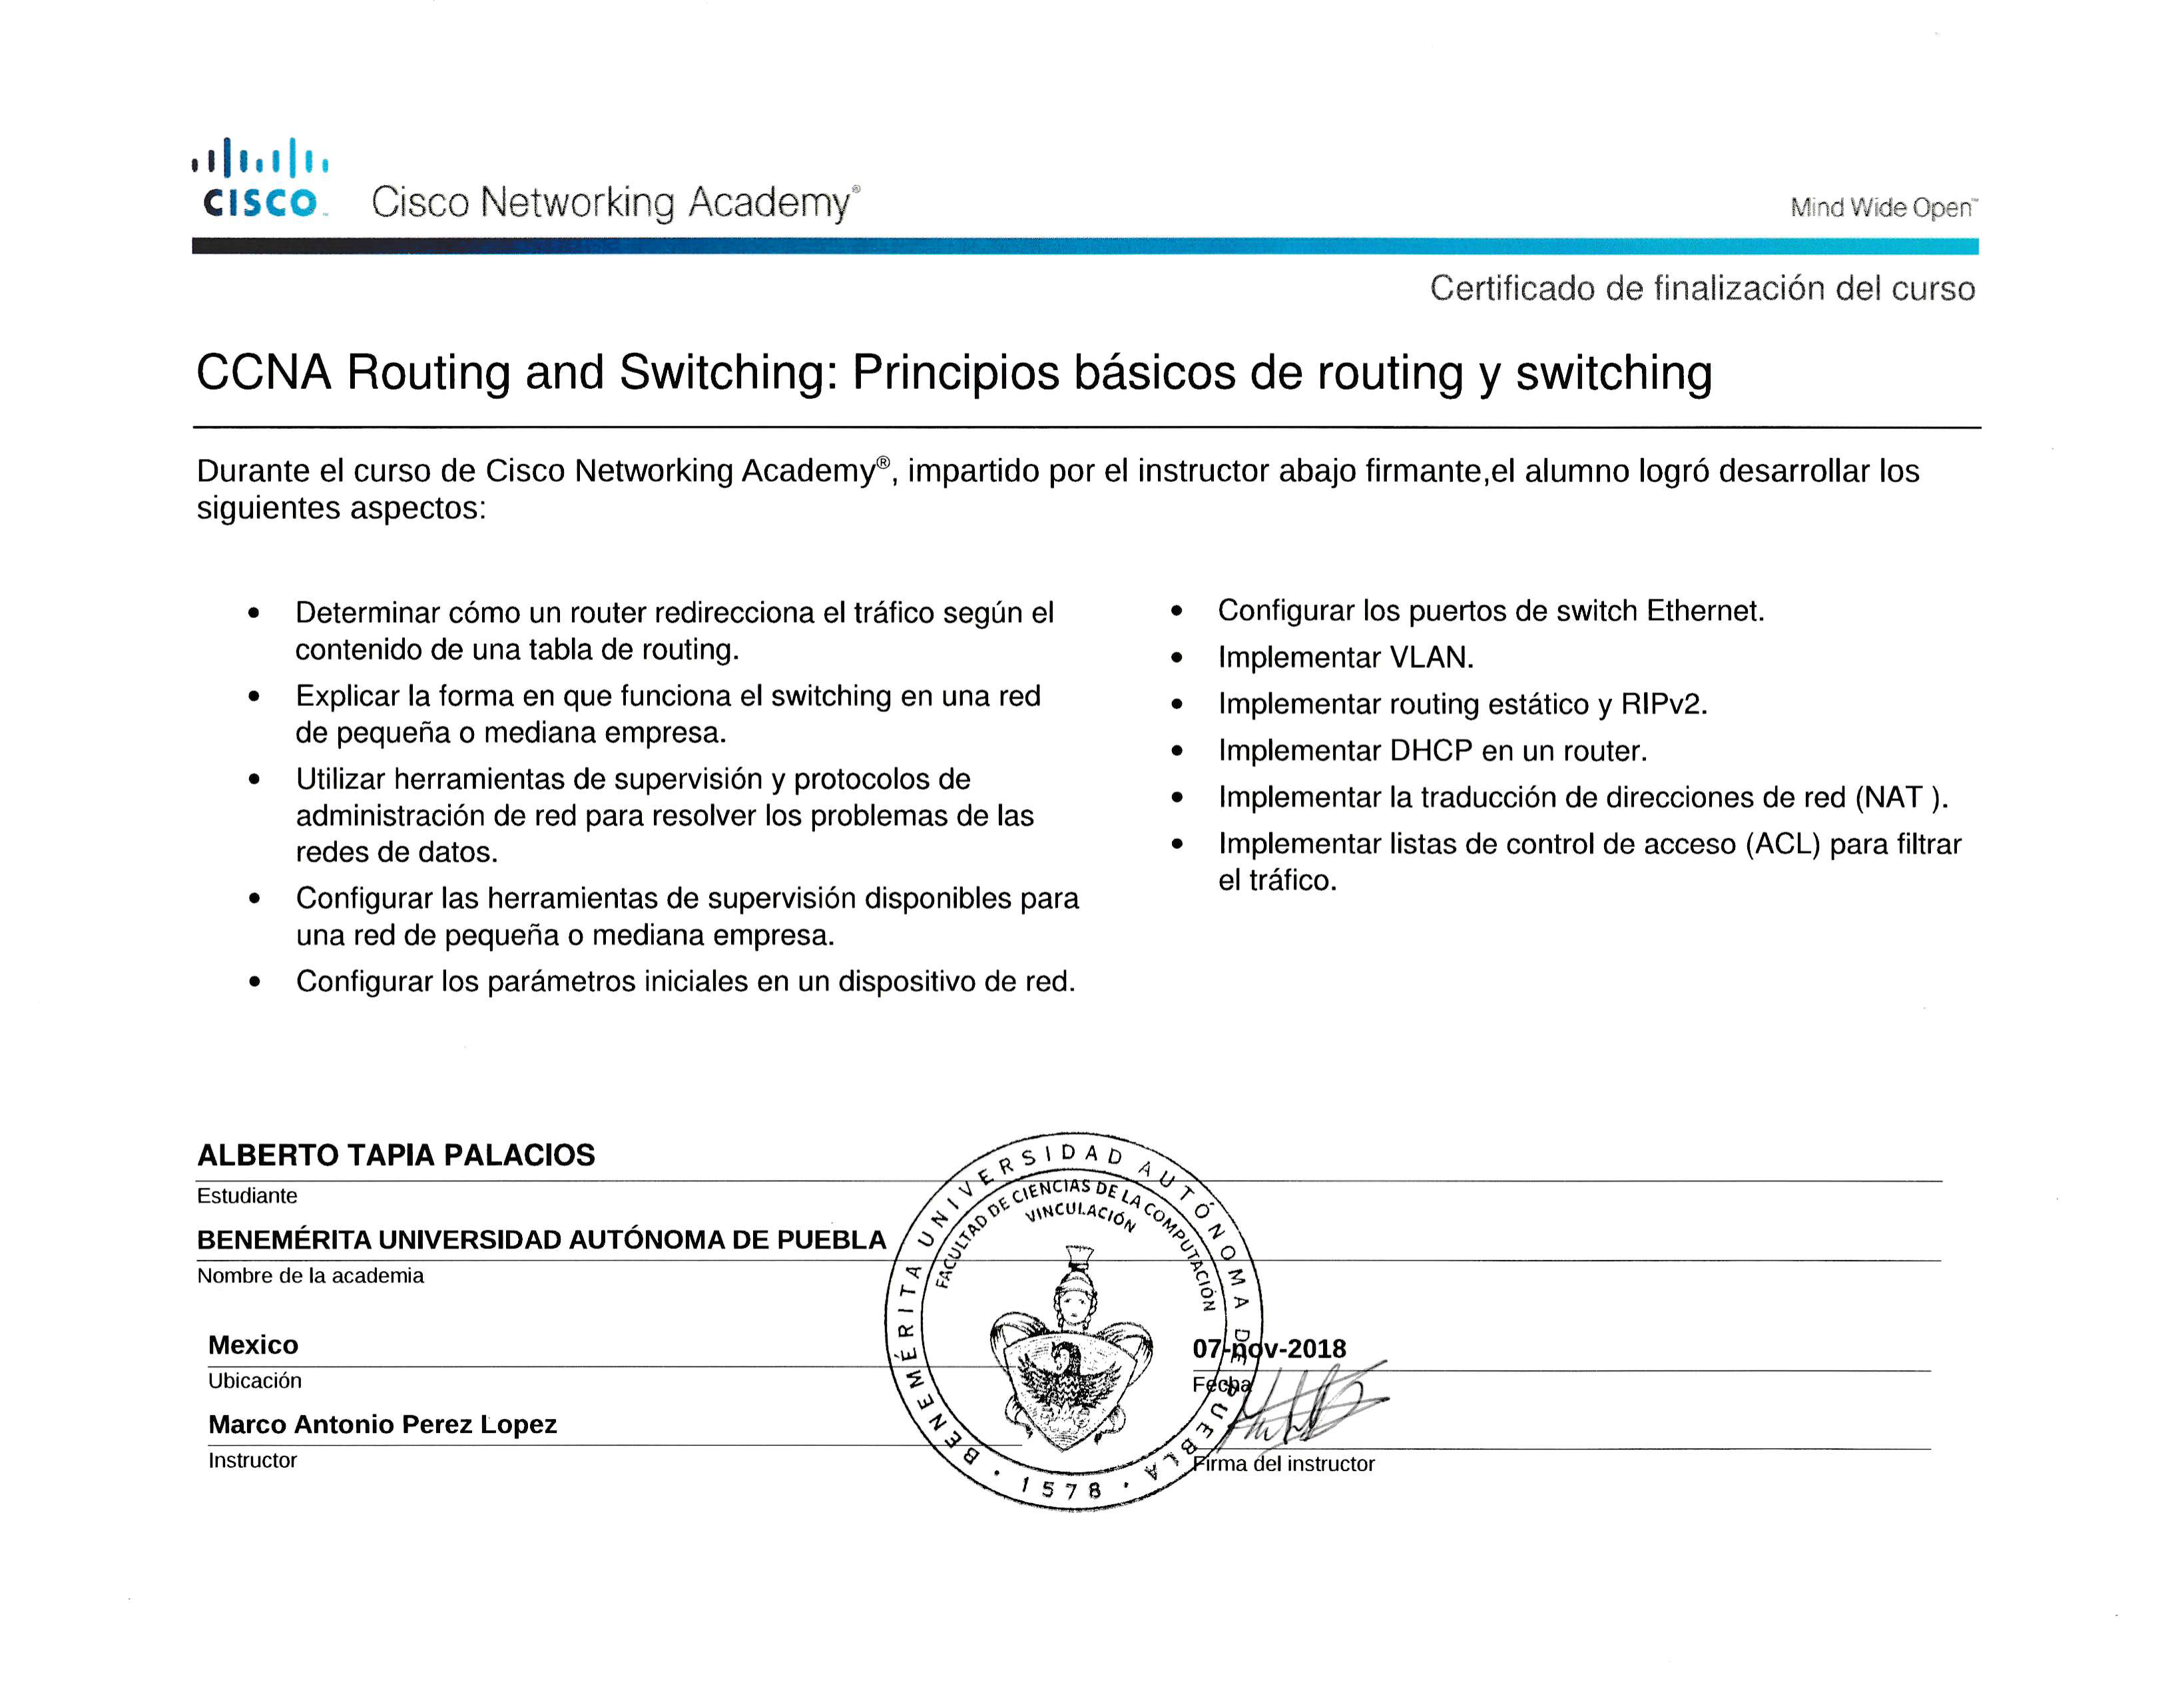 CISCO
Cisco Networking Academy®
Mind Wide Open™
Certificado de finalización del curso
CCNA Routing and Switching: Principios básicos de routing y switching
Durante el curso de Cisco Networking Academy®, impartido por el instructor abajo firmante,el alumno logró desarrollar los
siguientes aspectos:
• Determinar cómo un router redirecciona el tráfico según el
contenido de una tabla de routing.
• Explicar la forma en que funciona el switching en una red
de pequeña o mediana empresa.
• Utilizar herramientas de supervisión y protocolos de
administración de red para resolver los problemas de las
redes de datos.
• Configurar las herramientas de supervisión disponibles para
una red de pequeña o mediana empresa.
• Configurar los parámetros iniciales en un dispositivo de red.
• Configurar los puertos de switch Ethernet.
• Implementar VLAN.
• Implementar routing estático y RIPv2.
• Implementar DHCP en un router.
• Implementar la traducción de direcciones de red (NAT ).
• Implementar listas de control de acceso (ACL) para filtrar
el tráfico.
ALBERTO TAPIA PALACIOS
Estudiante
BENEMÉRITA UNIVERSIDAD AUTÓNOMA DE PUEBLA
Nombre de la academia
Mexico
Ubicación
Marco Antonio Perez Lopez
Instructor
BENEMÉRITA UNIVERSIDAD AUTÓNOMA DE PUEBLA
FACULTAD DE CIENCIAS DE LA COMPUTACIÓN
VINCULACIÓN
1578
07-nov-2018
Fecha
Firma del instructor